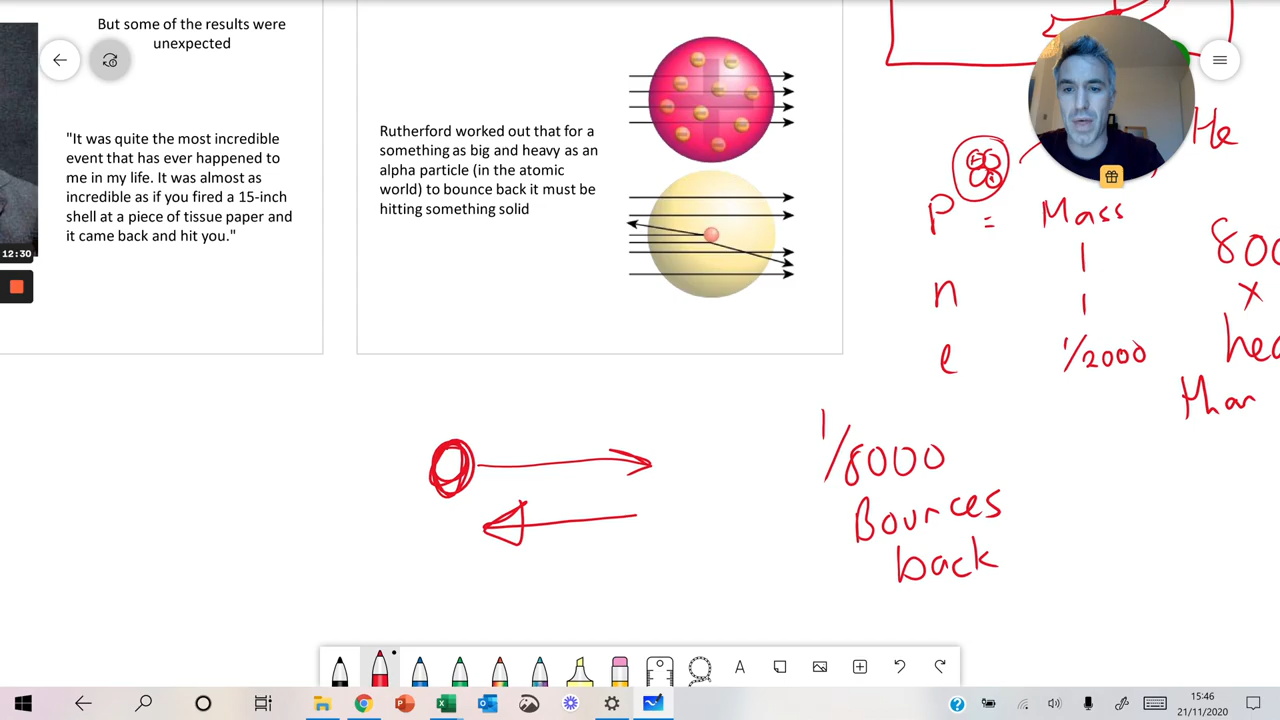 But some of the results were
unexpected
"It was quite the most incredible
event that has ever happened to
me in my life. It was almost as
incredible as if you fired a 15-inch
shell at a piece of tissue paper and
it came back and hit you."
12:30
Rutherford worked out that for a
something as big and heavy as an
alpha particle (in the atomic
world) to bounce back it must be
hitting something solid
He
P = Mass
1
n 1
e 1/2000
800
x
hea
than
1/8000
Bounces
back
A
15:46
21/11/2020